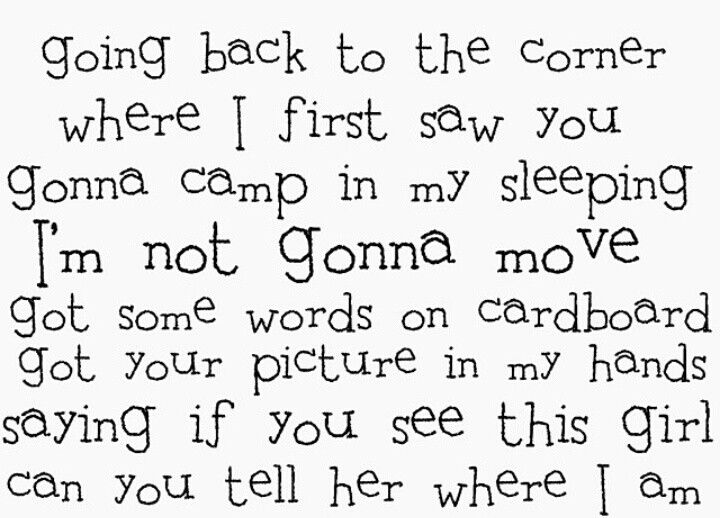 going back to the corner
where I first saw you
gonna camp in my sleeping
I'm not gonna move
got some words on cardboard
got your picture in my hands
saying if you see this girl
can you tell her where I am